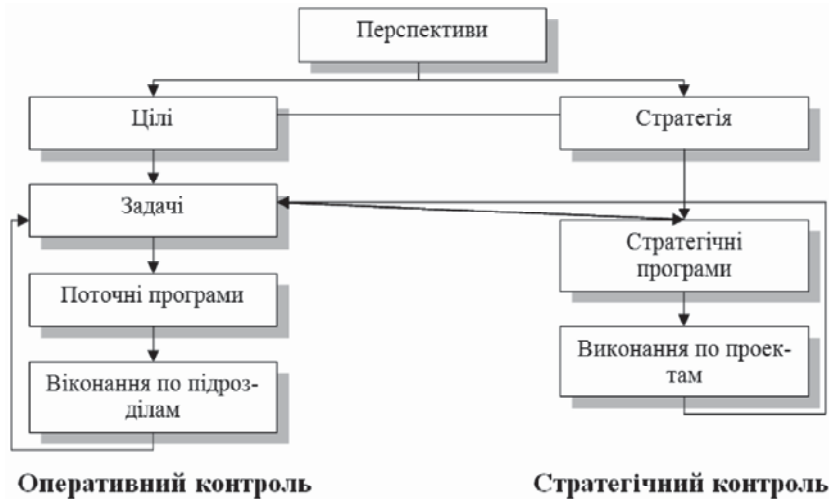 Перспективи
Цілі
Стратегія
Задачі
Стратегічні
програми
Поточні програми
Виконання по проек-
там
Віконання по підроз-
ділам
Оперативний контроль
Стратегічний контроль